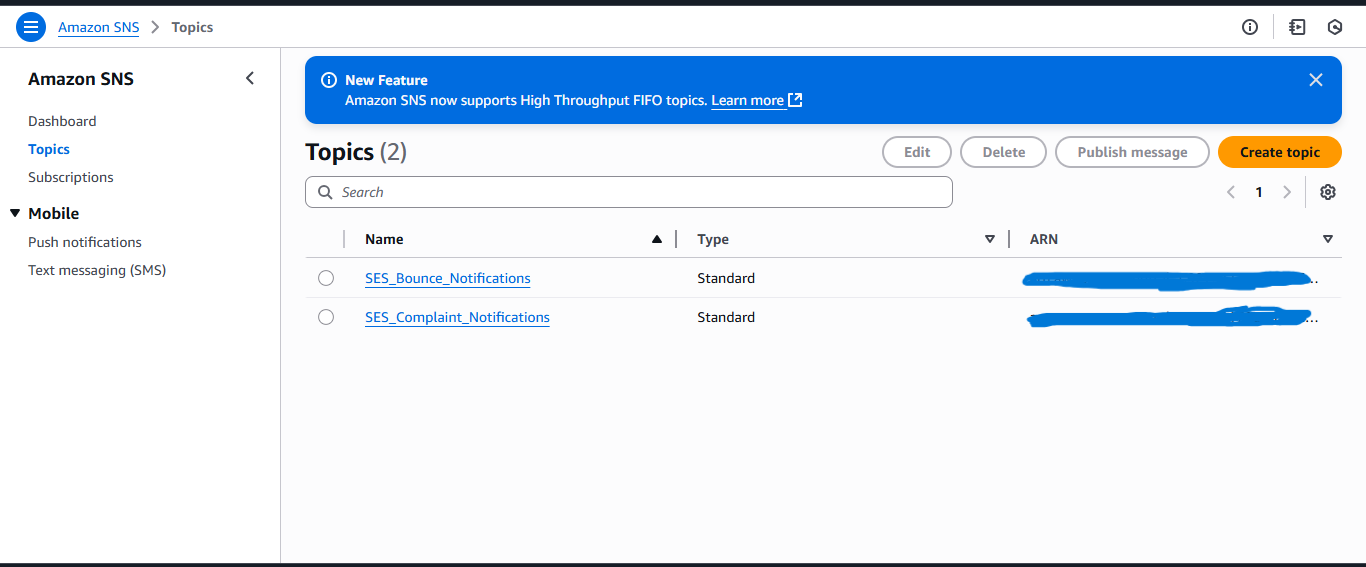 Amazon SNS > Topics
Amazon SNS
Dashboard
Topics
Subscriptions
Mobile
Push notifications
Text messaging (SMS)
New Feature
Amazon SNS now supports High Throughput FIFO topics. Learn more
Topics (2)
Edit Delete Publish message Create topic
Search
1
Name Type ARN
SES_Bounce_Notifications Standard ...
SES_Complaint_Notifications Standard ...